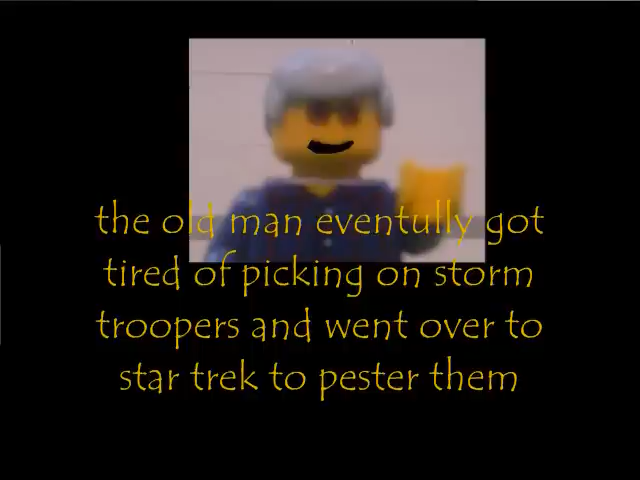 the old man eventully got
tired of picking on storm
troopers and went over to
star trek to pester them